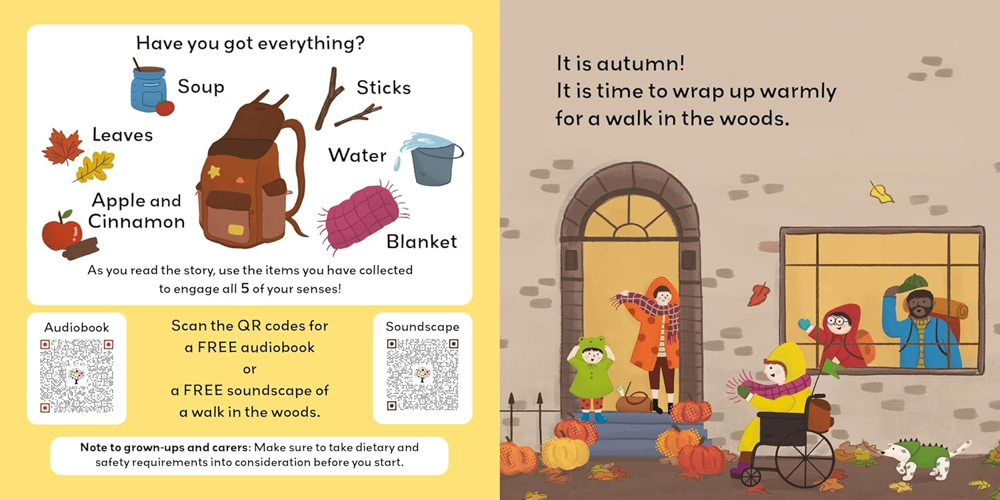 Have you got everything?
Soup
Sticks
Leaves
Water
Apple and
Cinnamon
Blanket
As you read the story, use the items you have collected
to engage all 5 of your senses!
Audiobook
Scan the QR codes for
a FREE audiobook
or
a FREE soundscape of
a walk in the woods.
Soundscape
Note to grown-ups and carers: Make sure to take dietary and
safety requirements into consideration before you start.
It is autumn!
It is time to wrap up warmly
for a walk in the woods.